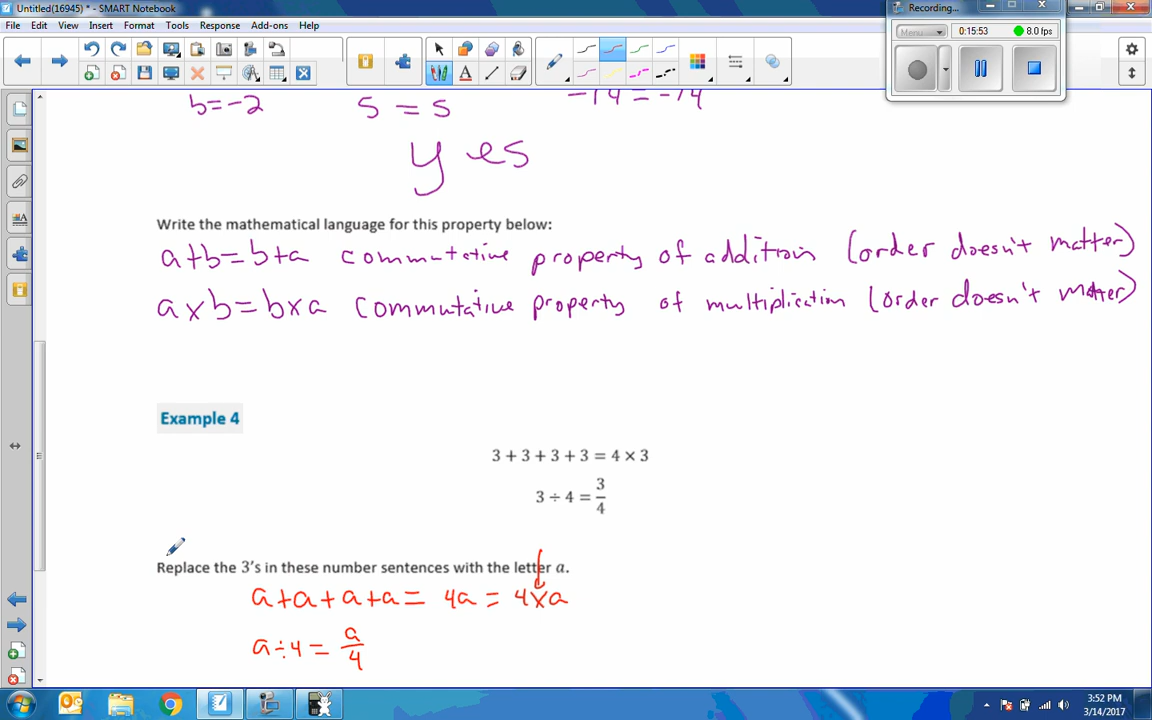 Untitled(16945) * - SMART Notebook
Recording...
File Edit View Insert Format Tools Response Add-ons Help
Menu 0:15:53 8.0 fps
b=-2 5 = 5 -14 = -14
yes
Write the mathematical language for this property below:
a+b=b+a commutative property of addition (order doesn't matter)
a×b=b×a commutative property of multiplication (order doesn't matter)
Example 4
3 + 3 + 3 + 3 = 4 × 3
3 ÷ 4 = 3/4
Replace the 3's in these number sentences with the letter a.
a+a+a+a= 4a = 4×a
a÷4 = a/4
3:52 PM
3/14/2017